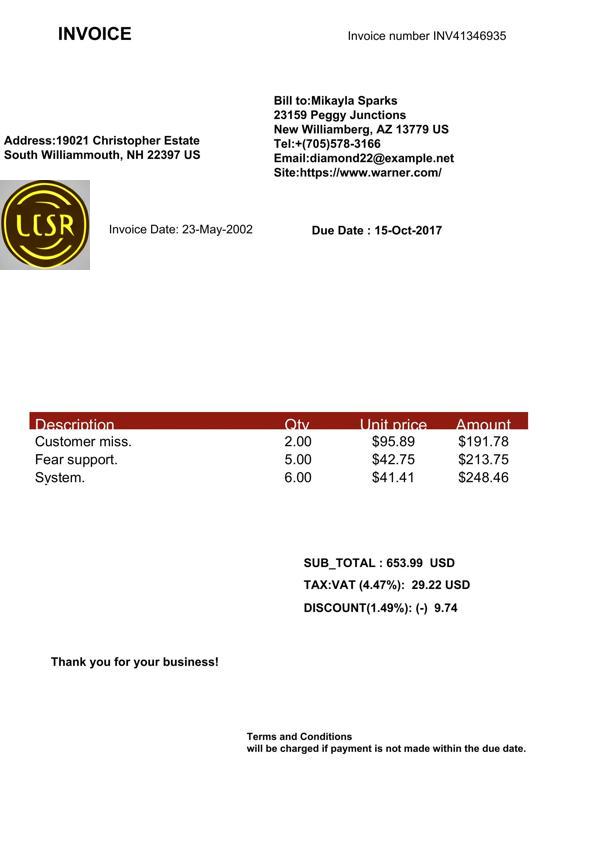 INVOICE
Invoice number INV41346935
Bill to:Mikayla Sparks
23159 Peggy Junctions
New Williamberg, AZ 13779 US
Tel:+(705)578-3166
Email:diamond22@example.net
Site:https://www.warner.com/
Address:19021 Christopher Estate
South Williammouth, NH 22397 US
LCSR
Invoice Date: 23-May-2002
Due Date : 15-Oct-2017
Description Qty Unit price Amount
Customer miss. 2.00 $95.89 $191.78
Fear support. 5.00 $42.75 $213.75
System. 6.00 $41.41 $248.46
SUB_TOTAL : 653.99 USD
TAX:VAT (4.47%): 29.22 USD
DISCOUNT(1.49%): (-) 9.74
Thank you for your business!
Terms and Conditions
will be charged if payment is not made within the due date.